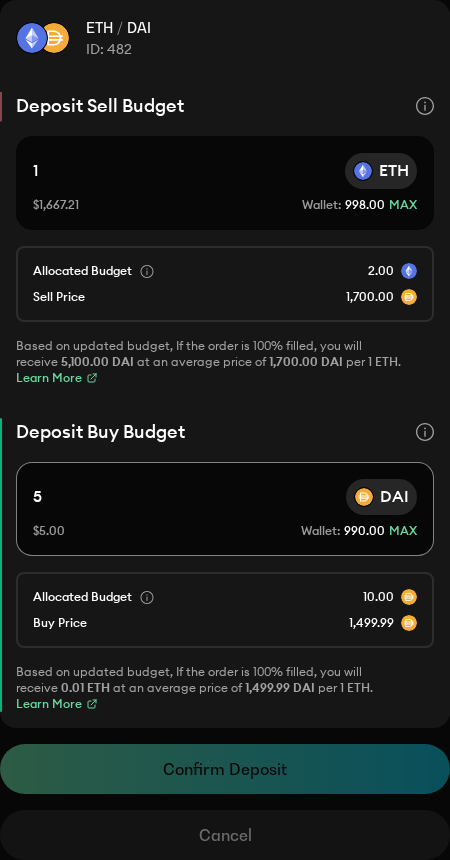 ETH / DAI
ID: 482
Deposit Sell Budget
1
ETH
$1,667.21
Wallet: 998.00 MAX
Allocated Budget
2.00
Sell Price
1,700.00
Based on updated budget, If the order is 100% filled, you will
receive 5,100.00 DAI at an average price of 1,700.00 DAI per 1 ETH.
Learn More
Deposit Buy Budget
5
DAI
$5.00
Wallet: 990.00 MAX
Allocated Budget
10.00
Buy Price
1,499.99
Based on updated budget, If the order is 100% filled, you will
receive 0.01 ETH at an average price of 1,499.99 DAI per 1 ETH.
Learn More
Confirm Deposit
Cancel